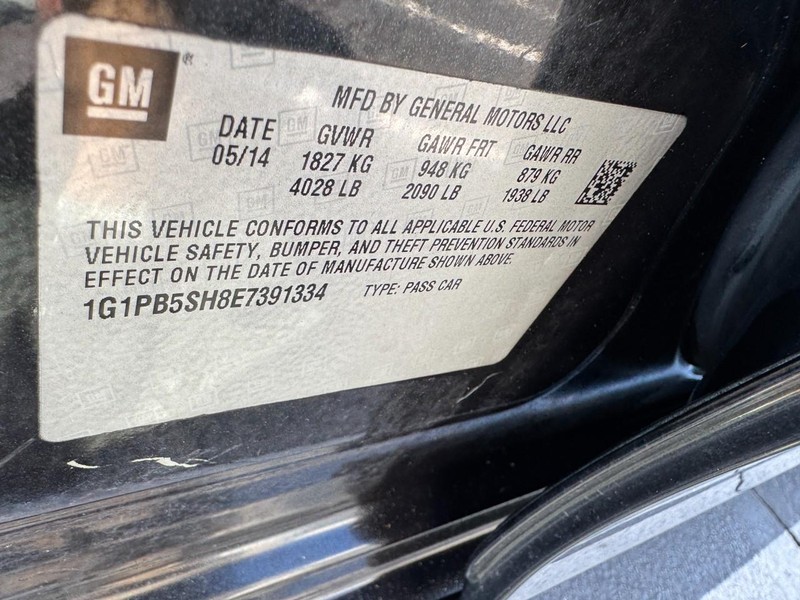 GM®
MFD BY GENERAL MOTORS LLC
DATE GVWR GAWR FRT GAWR RR
05/14 1827 KG 948 KG 879 KG
4028 LB 2090 LB 1938 LB
THIS VEHICLE CONFORMS TO ALL APPLICABLE U.S. FEDERAL MOTOR
VEHICLE SAFETY, BUMPER, AND THEFT PREVENTION STANDARDS IN
EFFECT ON THE DATE OF MANUFACTURE SHOWN ABOVE.
1G1PB5SH8E7391334 TYPE: PASS CAR